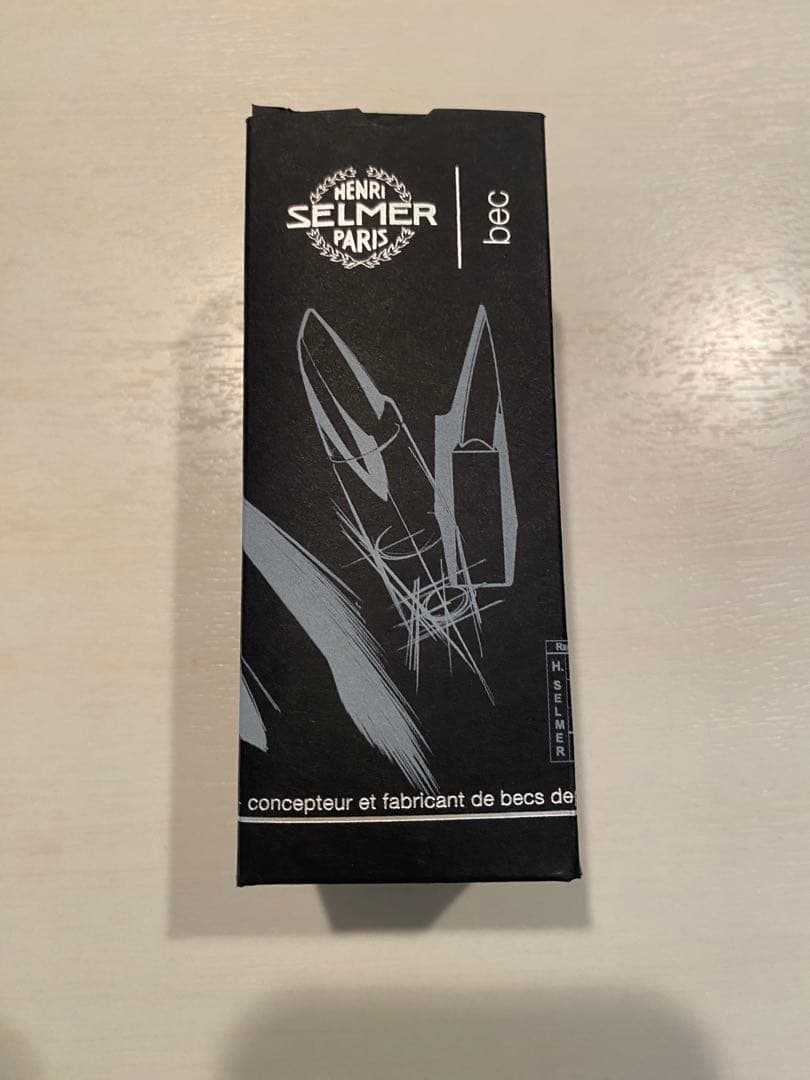 HENRI
SELMER
PARIS
bec
H. SELMER
concepteur et fabricant de becs de